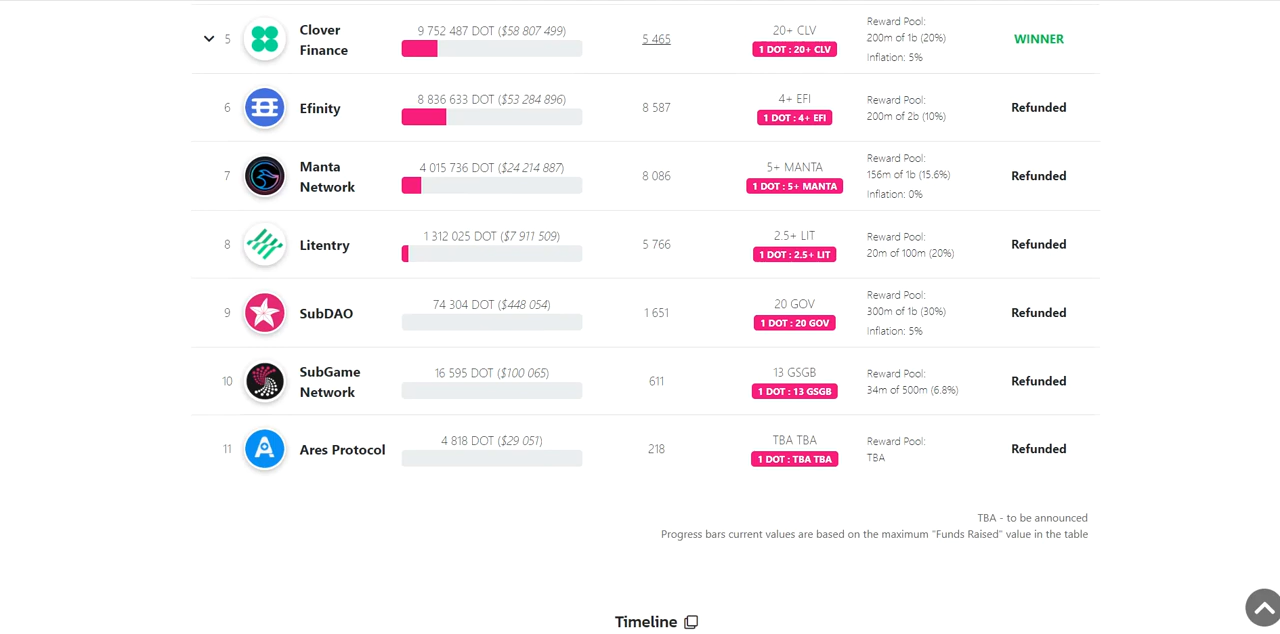 5 Clover Finance 9 752 487 DOT ($58 807 499) 5 465 20+ CLV 1 DOT : 20+ CLV Reward Pool: 200m of 1b (20%) Inflation: 5% WINNER
6 Efinity 8 836 633 DOT ($53 284 896) 8 587 4+ EFI 1 DOT : 4+ EFI Reward Pool: 200m of 2b (10%) Refunded
7 Manta Network 4 015 736 DOT ($24 214 887) 8 086 5+ MANTA 1 DOT : 5+ MANTA Reward Pool: 156m of 1b (15.6%) Inflation: 0% Refunded
8 Litentry 1 312 025 DOT ($7 911 509) 5 766 2.5+ LIT 1 DOT : 2.5+ LIT Reward Pool: 20m of 100m (20%) Refunded
9 SubDAO 74 304 DOT ($448 054) 1 651 20 GOV 1 DOT : 20 GOV Reward Pool: 300m of 1b (30%) Inflation: 5% Refunded
10 SubGame Network 16 595 DOT ($100 065) 611 13 GSGB 1 DOT : 13 GSGB Reward Pool: 34m of 500m (6.8%) Refunded
11 Ares Protocol 4 818 DOT ($29 051) 218 TBA TBA 1 DOT : TBA TBA Reward Pool: TBA Refunded
TBA - to be announced
Progress bars current values are based on the maximum "Funds Raised" value in the table
Timeline